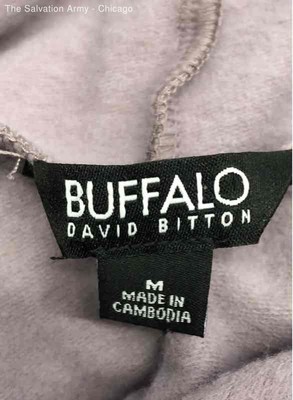 The Salvation Army - Chicago
BUFFALO
DAVID BITTON
M
MADE IN
CAMBODIA